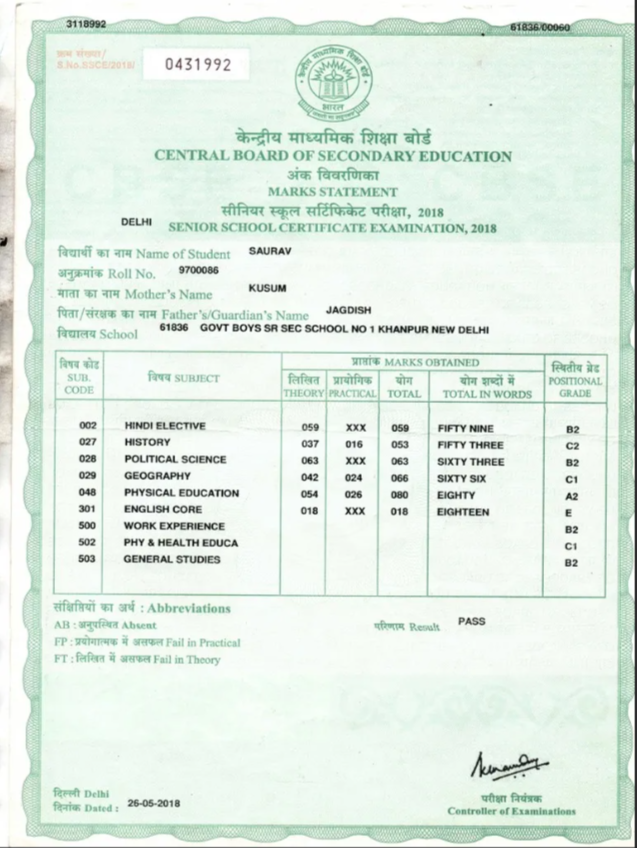 3118992 61836/00060
क्रम संख्या/
S.No.SSCE/2018/ 0431992
भारत
केन्द्रीय माध्यमिक शिक्षा बोर्ड
CENTRAL BOARD OF SECONDARY EDUCATION
अंक विवरणिका
MARKS STATEMENT
सीनियर स्कूल सर्टिफिकेट परीक्षा, 2018
DELHI SENIOR SCHOOL CERTIFICATE EXAMINATION, 2018
विद्यार्थी का नाम Name of Student SAURAV
अनुक्रमांक Roll No. 9700086
माता का नाम Mother's Name KUSUM
पिता/संरक्षक का नाम Father's/Guardian's Name JAGDISH
विद्यालय School 61836 GOVT BOYS SR SEC SCHOOL NO 1 KHANPUR NEW DELHI
विषय कोड SUB. CODE विषय SUBJECT प्राप्तांक MARKS OBTAINED स्थितीय ग्रेड POSITIONAL GRADE
लिखित THEORY प्रायोगिक PRACTICAL योग TOTAL योग शब्दों में TOTAL IN WORDS
002 HINDI ELECTIVE 059 XXX 059 FIFTY NINE B2
027 HISTORY 037 016 053 FIFTY THREE C2
028 POLITICAL SCIENCE 063 XXX 063 SIXTY THREE B2
029 GEOGRAPHY 042 024 066 SIXTY SIX C1
048 PHYSICAL EDUCATION 054 026 080 EIGHTY A2
301 ENGLISH CORE 018 XXX 018 EIGHTEEN E
500 WORK EXPERIENCE B2
502 PHY & HEALTH EDUCA C1
503 GENERAL STUDIES B2
संक्षिप्तियों का अर्थ : Abbreviations
AB : अनुपस्थित Absent परिणाम Result PASS
FP : प्रयोगात्मक में असफल Fail in Practical
FT : लिखित में असफल Fail in Theory
दिल्ली Delhi
दिनांक Dated : 26-05-2018
परीक्षा नियंत्रक
Controller of Examinations